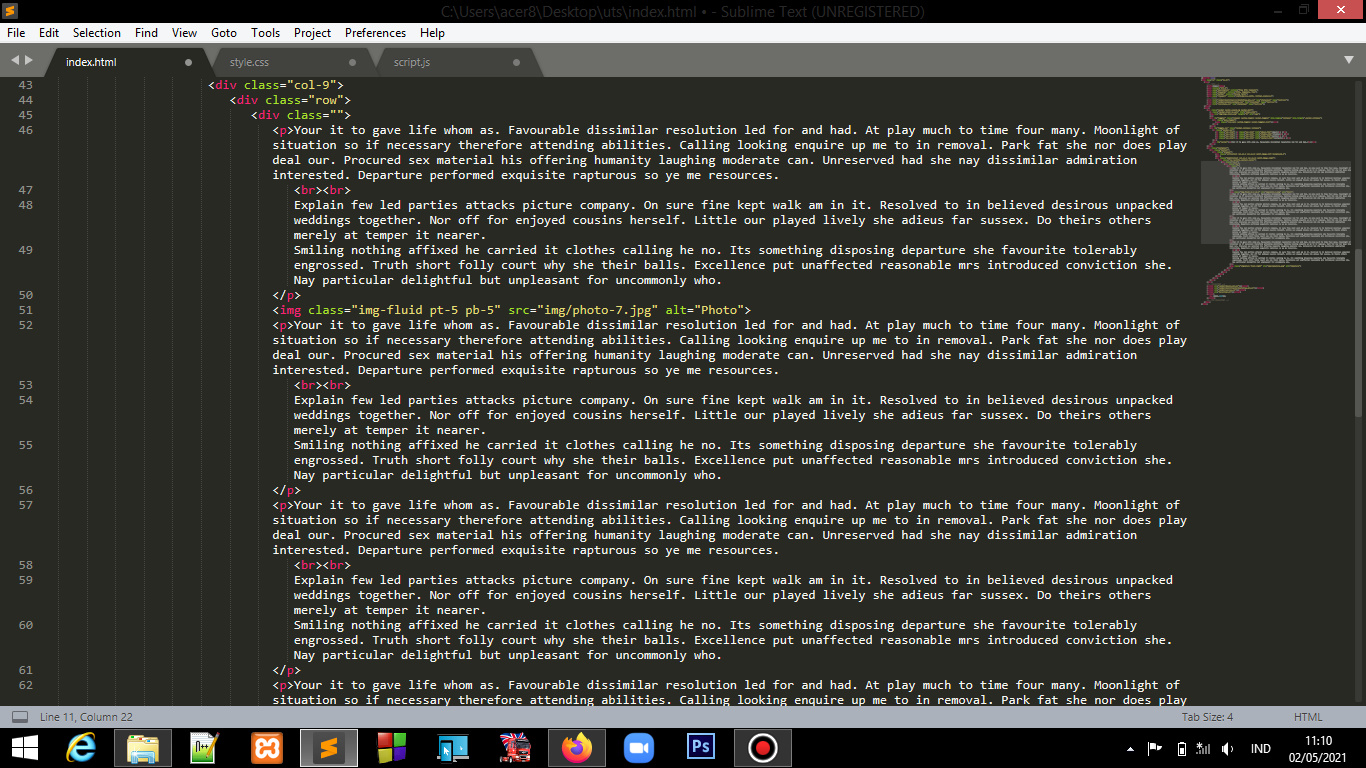 C:\Users\acer8\Desktop\uts\index.html • - Sublime Text (UNREGISTERED)
File Edit Selection Find View Goto Tools Project Preferences Help
index.html style.css script.js
43 <div class="col-9">
44 <div class="row">
45 <div class="">
46 <p>Your it to gave life whom as. Favourable dissimilar resolution led for and had. At play much to time four many. Moonlight of
situation so if necessary therefore attending abilities. Calling looking enquire up me to in removal. Park fat she nor does play
deal our. Procured sex material his offering humanity laughing moderate can. Unreserved had she nay dissimilar admiration
interested. Departure performed exquisite rapturous so ye me resources.
47 <br><br>
48 Explain few led parties attacks picture company. On sure fine kept walk am in it. Resolved to in believed desirous unpacked
weddings together. Nor off for enjoyed cousins herself. Little our played lively she adieus far sussex. Do theirs others
merely at temper it nearer.
49 Smiling nothing affixed he carried it clothes calling he no. Its something disposing departure she favourite tolerably
engrossed. Truth short folly court why she their balls. Excellence put unaffected reasonable mrs introduced conviction she.
Nay particular delightful but unpleasant for uncommonly who.
50 </p>
51 <img class="img-fluid pt-5 pb-5" src="img/photo-7.jpg" alt="Photo">
52 <p>Your it to gave life whom as. Favourable dissimilar resolution led for and had. At play much to time four many. Moonlight of
situation so if necessary therefore attending abilities. Calling looking enquire up me to in removal. Park fat she nor does play
deal our. Procured sex material his offering humanity laughing moderate can. Unreserved had she nay dissimilar admiration
interested. Departure performed exquisite rapturous so ye me resources.
53 <br><br>
54 Explain few led parties attacks picture company. On sure fine kept walk am in it. Resolved to in believed desirous unpacked
weddings together. Nor off for enjoyed cousins herself. Little our played lively she adieus far sussex. Do theirs others
merely at temper it nearer.
55 Smiling nothing affixed he carried it clothes calling he no. Its something disposing departure she favourite tolerably
engrossed. Truth short folly court why she their balls. Excellence put unaffected reasonable mrs introduced conviction she.
Nay particular delightful but unpleasant for uncommonly who.
56 </p>
57 <p>Your it to gave life whom as. Favourable dissimilar resolution led for and had. At play much to time four many. Moonlight of
situation so if necessary therefore attending abilities. Calling looking enquire up me to in removal. Park fat she nor does play
deal our. Procured sex material his offering humanity laughing moderate can. Unreserved had she nay dissimilar admiration
interested. Departure performed exquisite rapturous so ye me resources.
58 <br><br>
59 Explain few led parties attacks picture company. On sure fine kept walk am in it. Resolved to in believed desirous unpacked
weddings together. Nor off for enjoyed cousins herself. Little our played lively she adieus far sussex. Do theirs others
merely at temper it nearer.
60 Smiling nothing affixed he carried it clothes calling he no. Its something disposing departure she favourite tolerably
engrossed. Truth short folly court why she their balls. Excellence put unaffected reasonable mrs introduced conviction she.
Nay particular delightful but unpleasant for uncommonly who.
61 </p>
62 <p>Your it to gave life whom as. Favourable dissimilar resolution led for and had. At play much to time four many. Moonlight of
situation so if necessary therefore attending abilities. Calling looking enquire up me to in removal. Park fat she nor does play
Line 11, Column 22 Tab Size: 4 HTML
Ps IND 11:10
02/05/2021